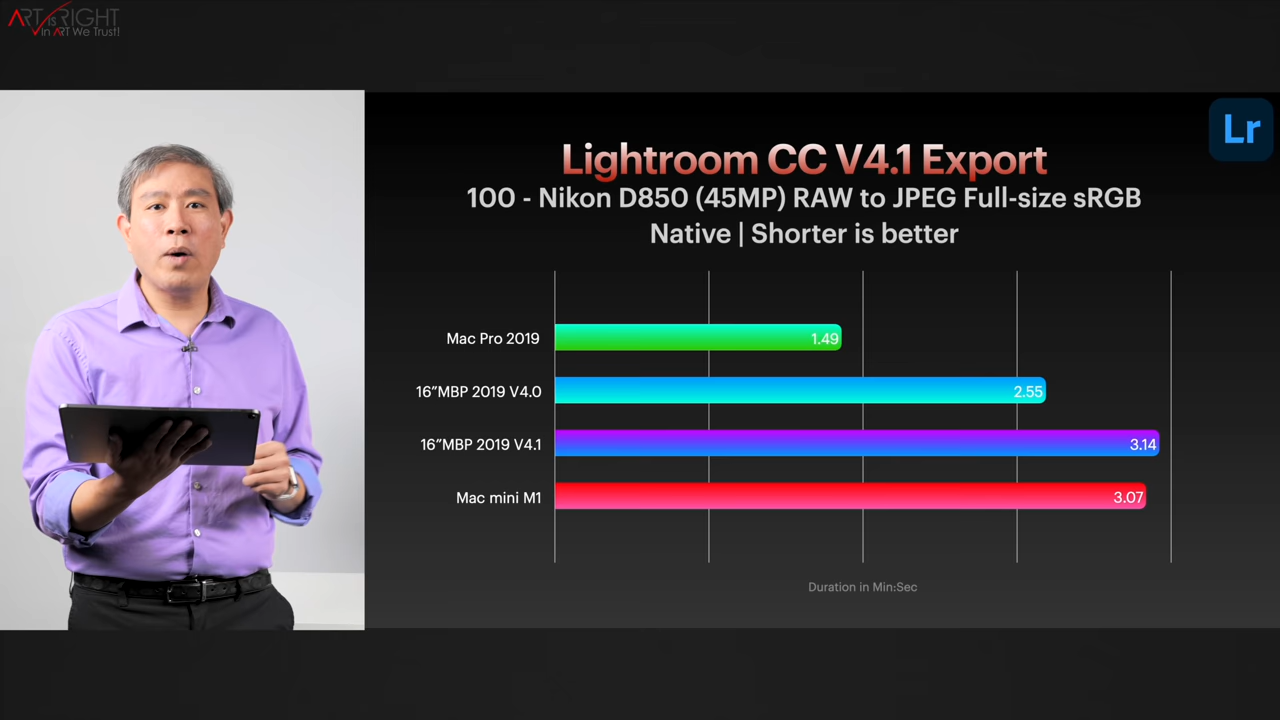 ART is RIGHT
In ART We Trust!
Lr
Lightroom CC V4.1 Export
100 - Nikon D850 (45MP) RAW to JPEG Full-size sRGB
Native | Shorter is better
Mac Pro 2019 1.49
16”MBP 2019 V4.0 2.55
16”MBP 2019 V4.1 3.14
Mac mini M1 3.07
Duration in Min:Sec